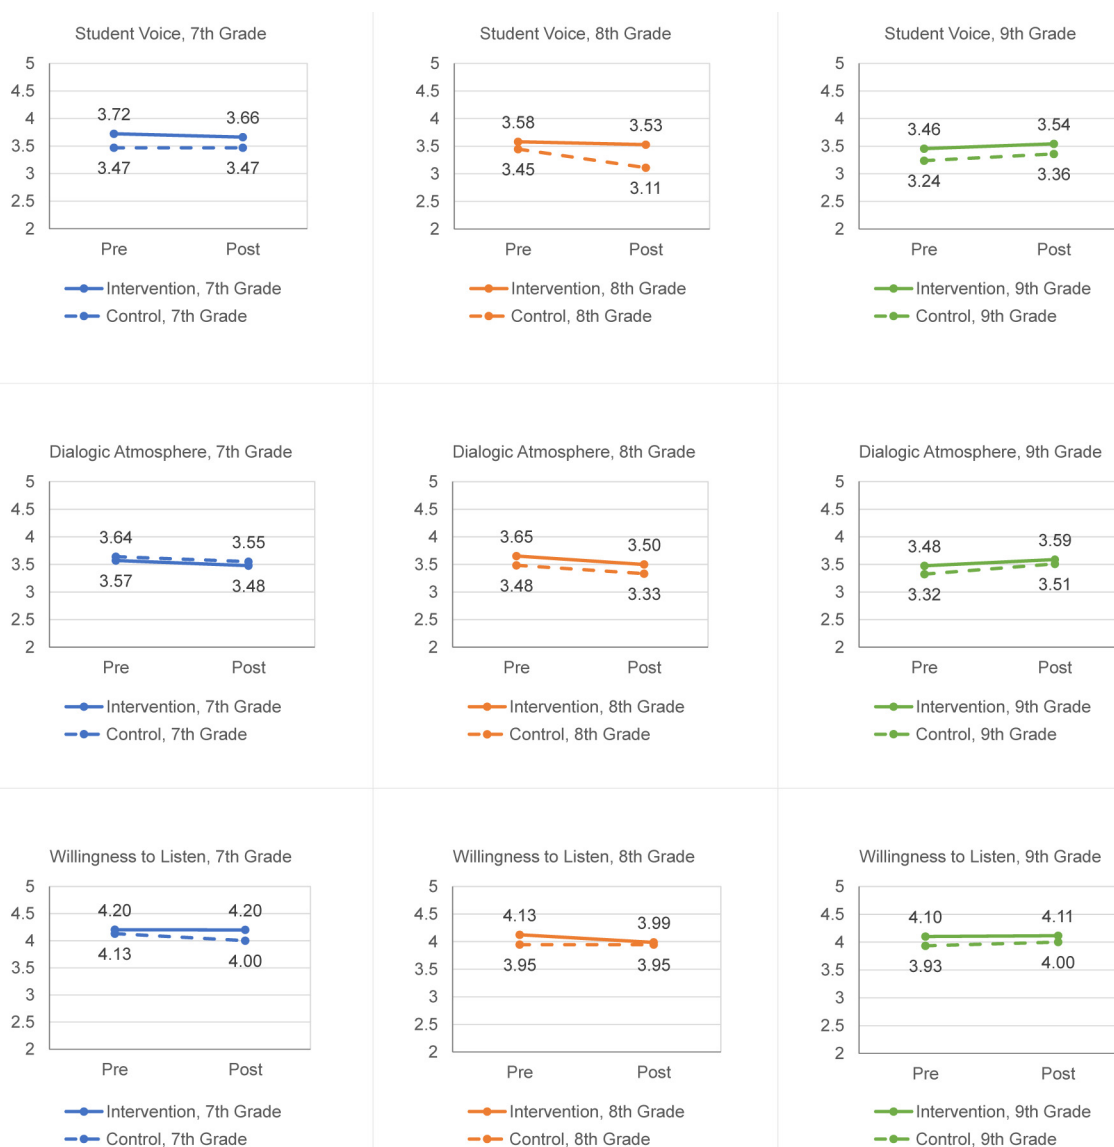 Student Voice, 7th Grade
5
4.5
4
3.5
3
2.5
2
3.72
3.66
3.47
3.47
Pre Post
Intervention, 7th Grade
Control, 7th Grade
Student Voice, 8th Grade
5
4.5
4
3.5
3
2.5
2
3.58
3.53
3.45
3.11
Pre Post
Intervention, 8th Grade
Control, 8th Grade
Student Voice, 9th Grade
5
4.5
4
3.5
3
2.5
2
3.46
3.54
3.24
3.36
Pre Post
Intervention, 9th Grade
Control, 9th Grade
Dialogic Atmosphere, 7th Grade
5
4.5
4
3.5
3
2.5
2
3.64
3.55
3.57
3.48
Pre Post
Intervention, 7th Grade
Control, 7th Grade
Dialogic Atmosphere, 8th Grade
5
4.5
4
3.5
3
2.5
2
3.65
3.50
3.48
3.33
Pre Post
Intervention, 8th Grade
Control, 8th Grade
Dialogic Atmosphere, 9th Grade
5
4.5
4
3.5
3
2.5
2
3.48
3.59
3.32
3.51
Pre Post
Intervention, 9th Grade
Control, 9th Grade
Willingness to Listen, 7th Grade
5
4.5
4
3.5
3
2.5
2
4.20
4.20
4.13
4.00
Pre Post
Intervention, 7th Grade
Control, 7th Grade
Willingness to Listen, 8th Grade
5
4.5
4
3.5
3
2.5
2
4.13
3.99
3.95
3.95
Pre Post
Intervention, 8th Grade
Control, 8th Grade
Willingness to Listen, 9th Grade
5
4.5
4
3.5
3
2.5
2
4.10
4.11
3.93
4.00
Pre Post
Intervention, 9th Grade
Control, 9th Grade